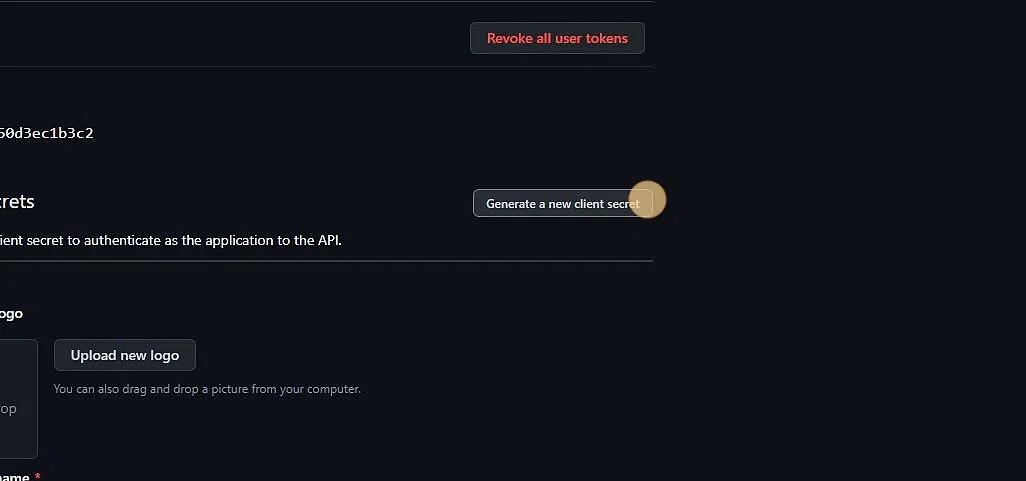 Revoke all user tokens
50d3ec1b3c2
crets
Generate a new client secret
ient secret to authenticate as the application to the API.
ogo
Upload new logo
You can also drag and drop a picture from your computer.
rop
name *